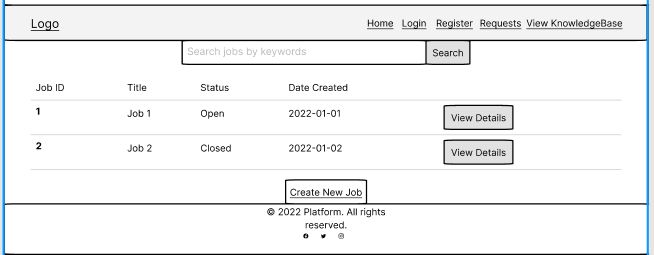 Logo Home Login Register Requests View KnowledgeBase
Search jobs by keywords Search
Job ID Title Status Date Created
1 Job 1 Open 2022-01-01 View Details
2 Job 2 Closed 2022-01-02 View Details
Create New Job
© 2022 Platform. All rights
reserved.